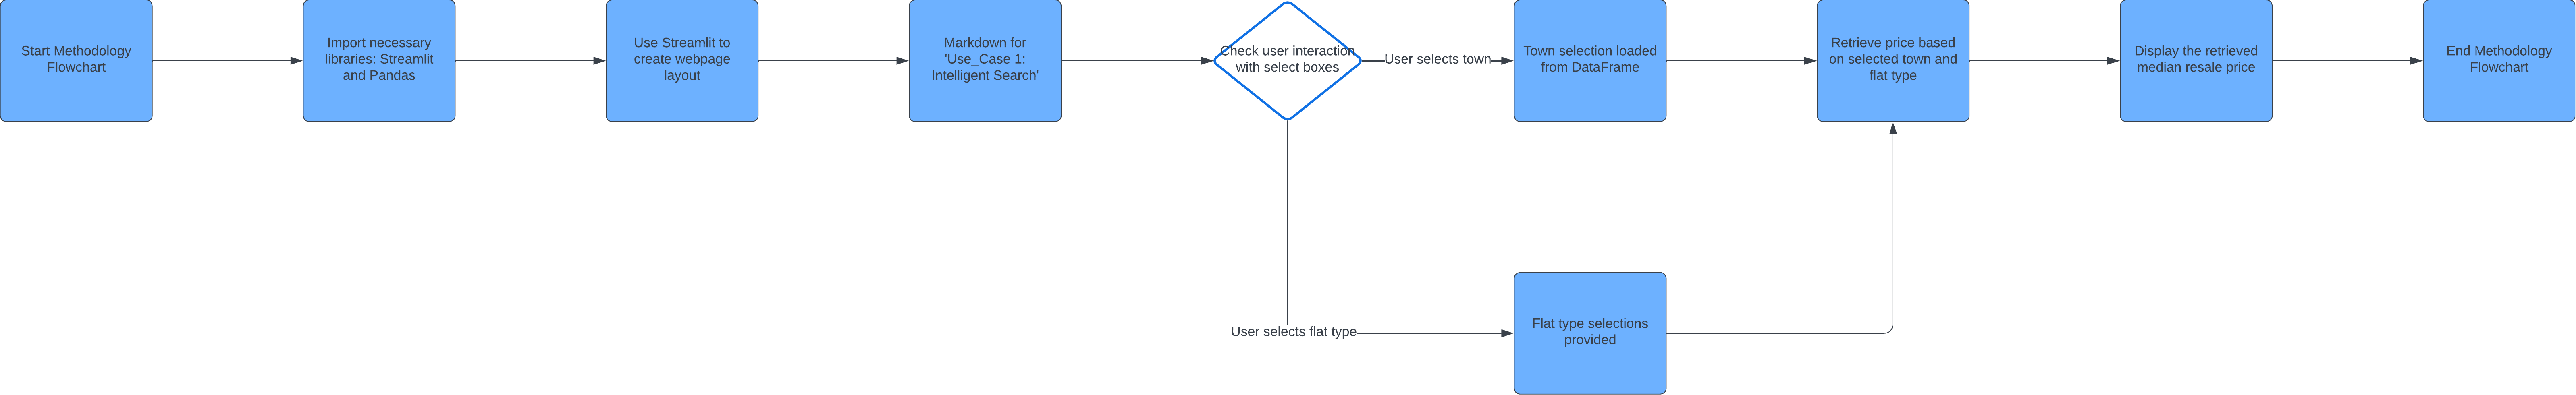 Start Methodology
Flowchart
Import necessary
libraries: Streamlit
and Pandas
Use Streamlit to
create webpage
layout
Markdown for
'Use_Case 1:
Intelligent Search'
Check user interaction
with select boxes
User selects town
Town selection loaded
from DataFrame
Retrieve price based
on selected town and
flat type
Display the retrieved
median resale price
End Methodology
Flowchart
User selects flat type
Flat type selections
provided